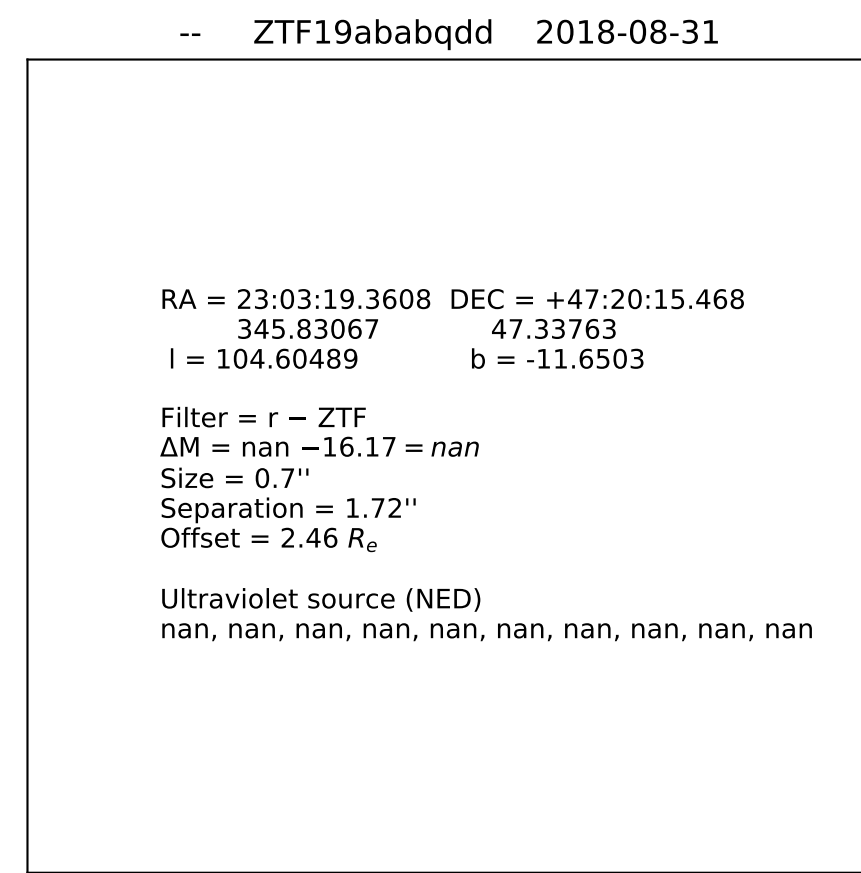 -- ZTF19ababqdd 2018-08-31
RA = 23:03:19.3608 DEC = +47:20:15.468
345.83067 47.33763
l = 104.60489 b = -11.6503
Filter = r − ZTF
ΔM = nan −16.17 = nan
Size = 0.7''
Separation = 1.72''
Offset = 2.46 Re
Ultraviolet source (NED)
nan, nan, nan, nan, nan, nan, nan, nan, nan, nan